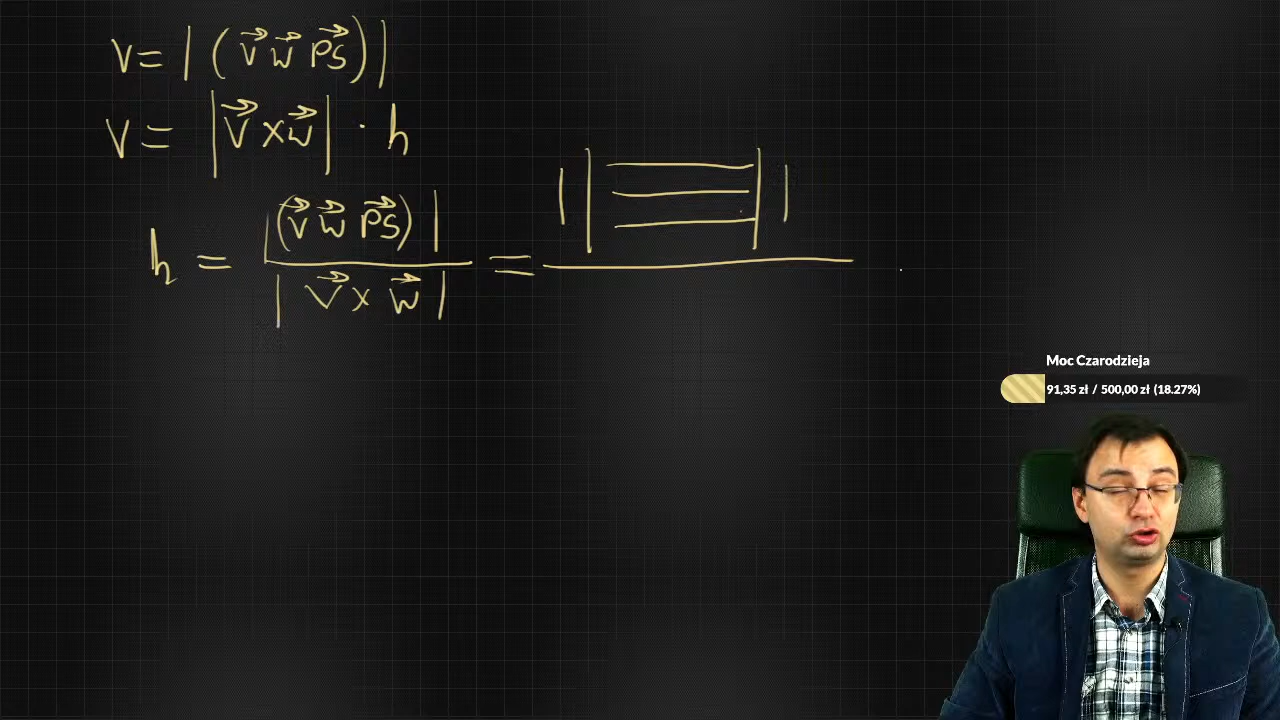 V = | ( v⃗ w⃗ PS⃗ ) |
V = | v⃗ × w⃗ | · h
h = | ( v⃗ w⃗ PS⃗ ) | / | v⃗ × w⃗ | =
Moc Czarodzieja
91,35 zł / 500,00 zł (18.27%)